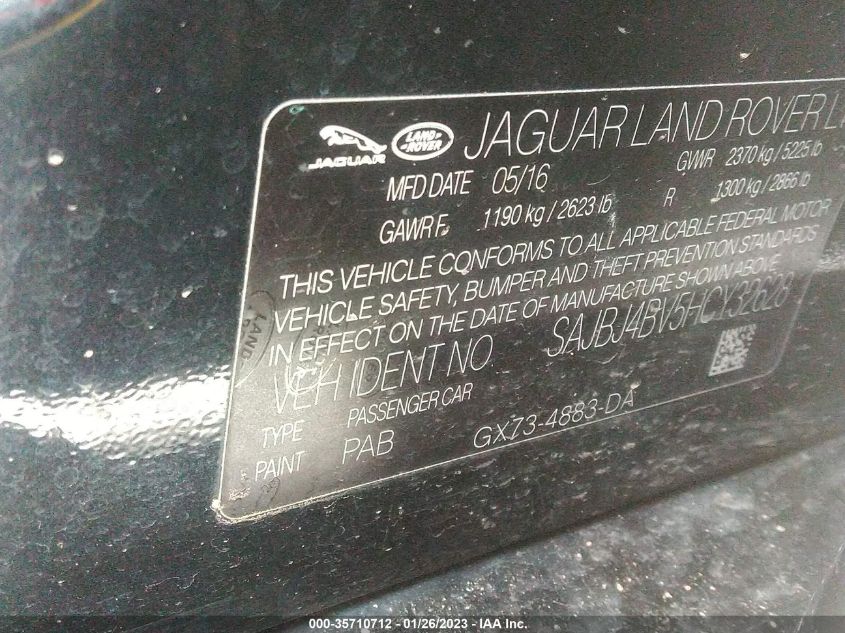 JAGUAR LAND ROVER JAGUAR LAND ROVER
MFD DATE 05/16 GVWR 2370 kg / 5225 lb
GAWR F. 1190 kg / 2623 lb R 1300 kg / 2866 lb
THIS VEHICLE CONFORMS TO ALL APPLICABLE FEDERAL MOTOR
VEHICLE SAFETY, BUMPER AND THEFT PREVENTION STANDARDS
IN EFFECT ON THE DATE OF MANUFACTURE SHOWN ABOVE
VEH IDENT NO SAJBJ4BV5HCY32628
TYPE PASSENGER CAR
PAINT PAB GX73-4883-DA
000-35710712 - 01/26/2023 - IAA Inc.